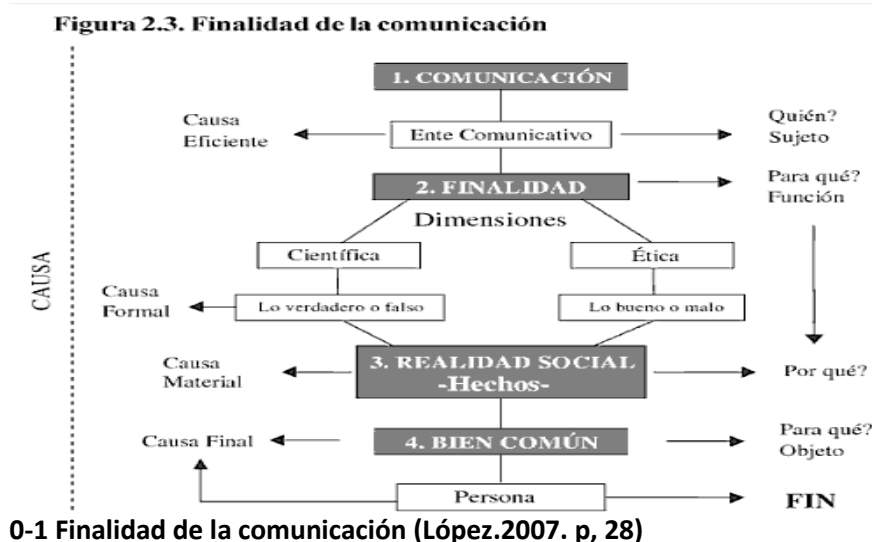 Figura 2.3. Finalidad de la comunicación
1. COMUNICACIÓN
Causa
Eficiente
Ente Comunicativo
Quién?
Sujeto
2. FINALIDAD
Para qué?
Función
Dimensiones
Científica
Ética
CAUSA
Causa
Formal
Lo verdadero o falso
Lo bueno o malo
Causa
Material
3. REALIDAD SOCIAL
-Hechos-
Por qué?
Causa Final
4. BIEN COMÚN
Para qué?
Objeto
Persona
FIN
0-1 Finalidad de la comunicación (López.2007. p, 28)